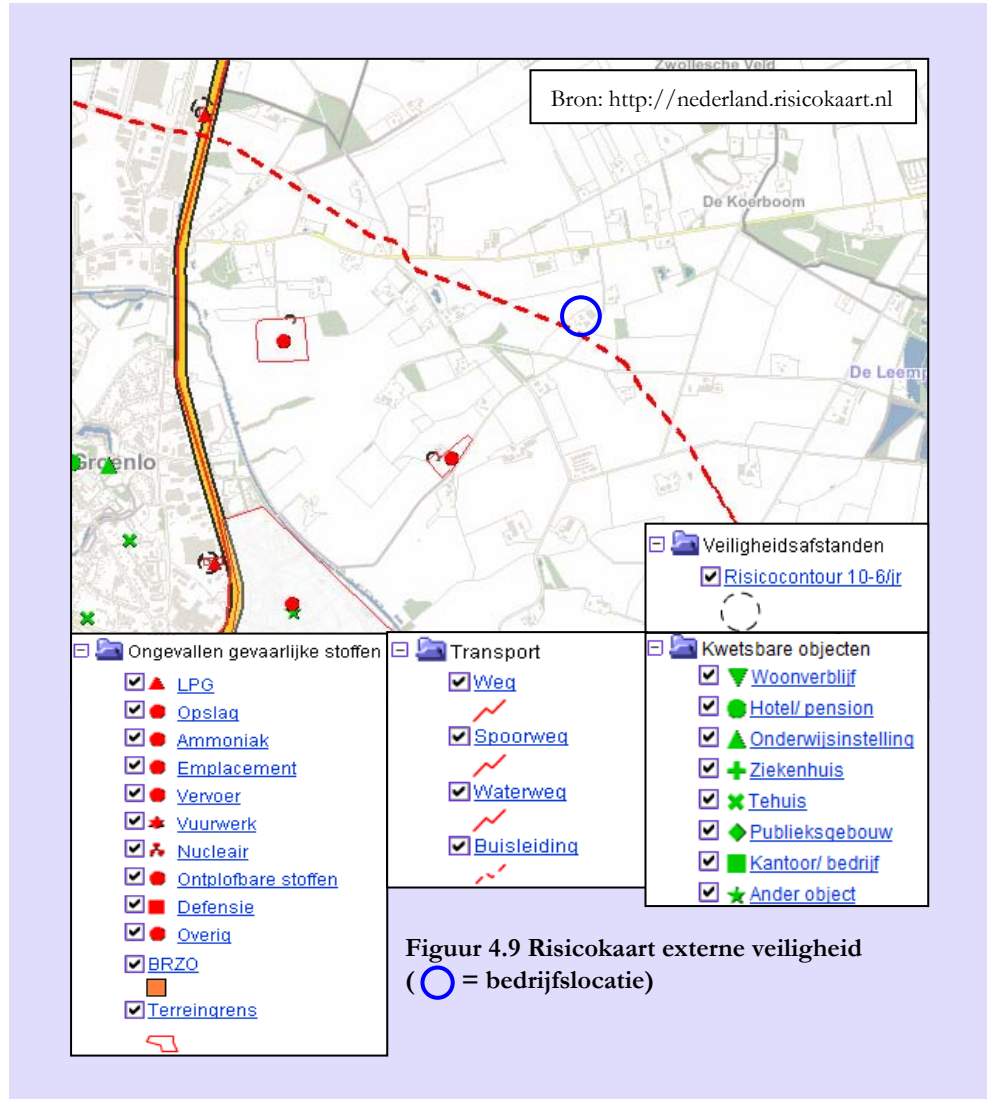 Zwollesche Veld
Bron: http://nederland.risicokaart.nl
De Koerboom
De Leemp
Groenlo
Veiligheidsafstanden
Risicocontour 10-6/jr
Ongevallen gevaarlijke stoffen
LPG
Opslag
Ammoniak
Emplacement
Vervoer
Vuurwerk
Nucleair
Ontplofbare stoffen
Defensie
Overig
BRZO
Terreingrens
Transport
Weg
Spoorweg
Waterweg
Buisleiding
Kwetsbare objecten
Woonverblijf
Hotel/ pension
Onderwijsinstelling
Ziekenhuis
Tehuis
Publieksgebouw
Kantoor/ bedrijf
Ander object
Figuur 4.9 Risicokaart externe veiligheid
( = bedrijfslocatie)